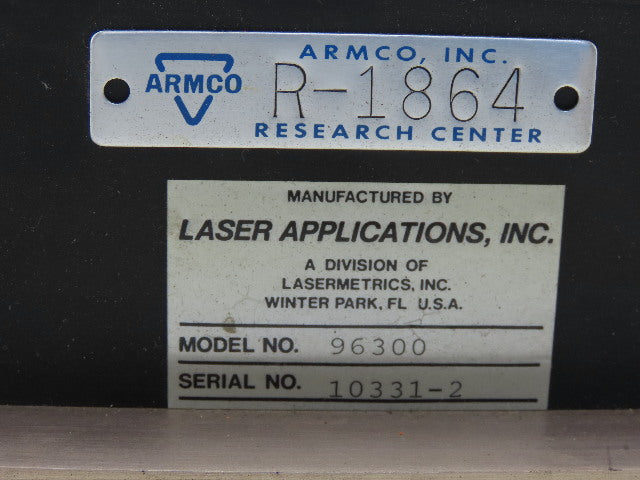 ARMCO, INC.
ARMCO
R-1864
RESEARCH CENTER
MANUFACTURED BY
LASER APPLICATIONS, INC.
A DIVISION OF
LASERMETRICS, INC.
WINTER PARK, FL U.S.A.
MODEL NO. 96300
SERIAL NO. 10331-2